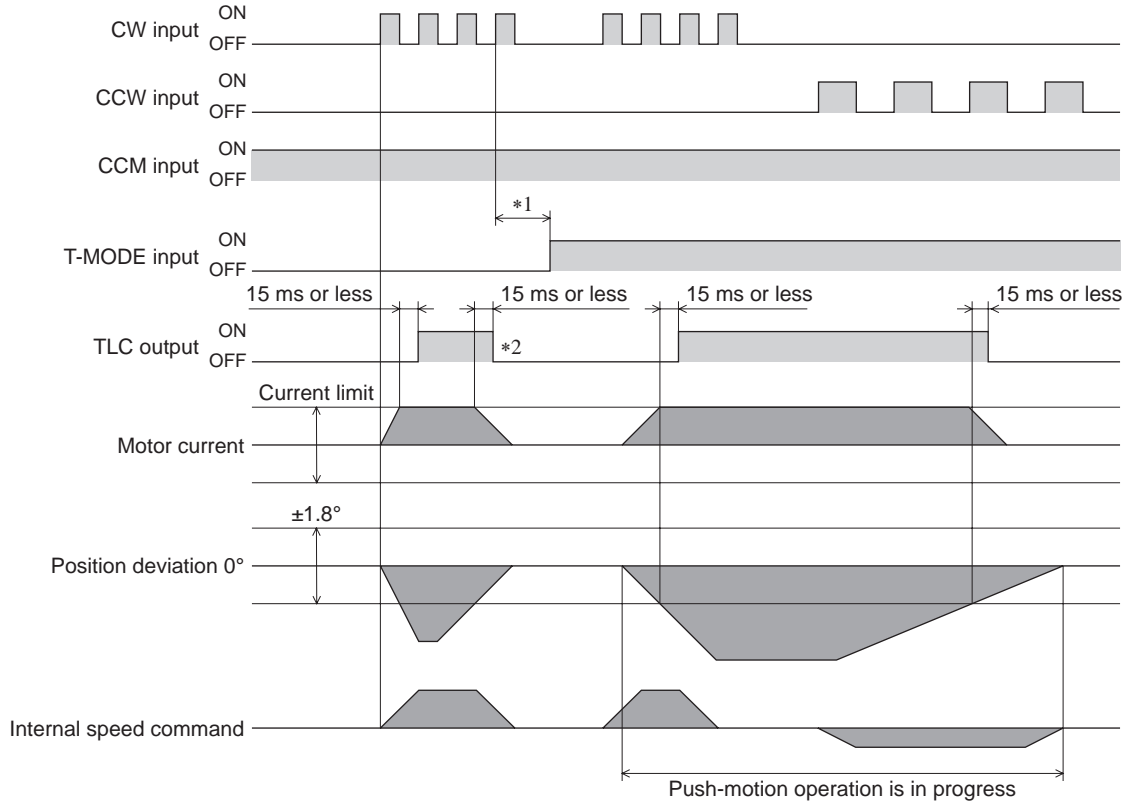 CW input ON
OFF
CCW input ON
OFF
CCM input ON
OFF
*1
T-MODE input ON
OFF
15 ms or less 15 ms or less 15 ms or less 15 ms or less
TLC output ON
OFF
*2
Current limit
Motor current
±1.8°
Position deviation 0°
Internal speed command
Push-motion operation is in progress